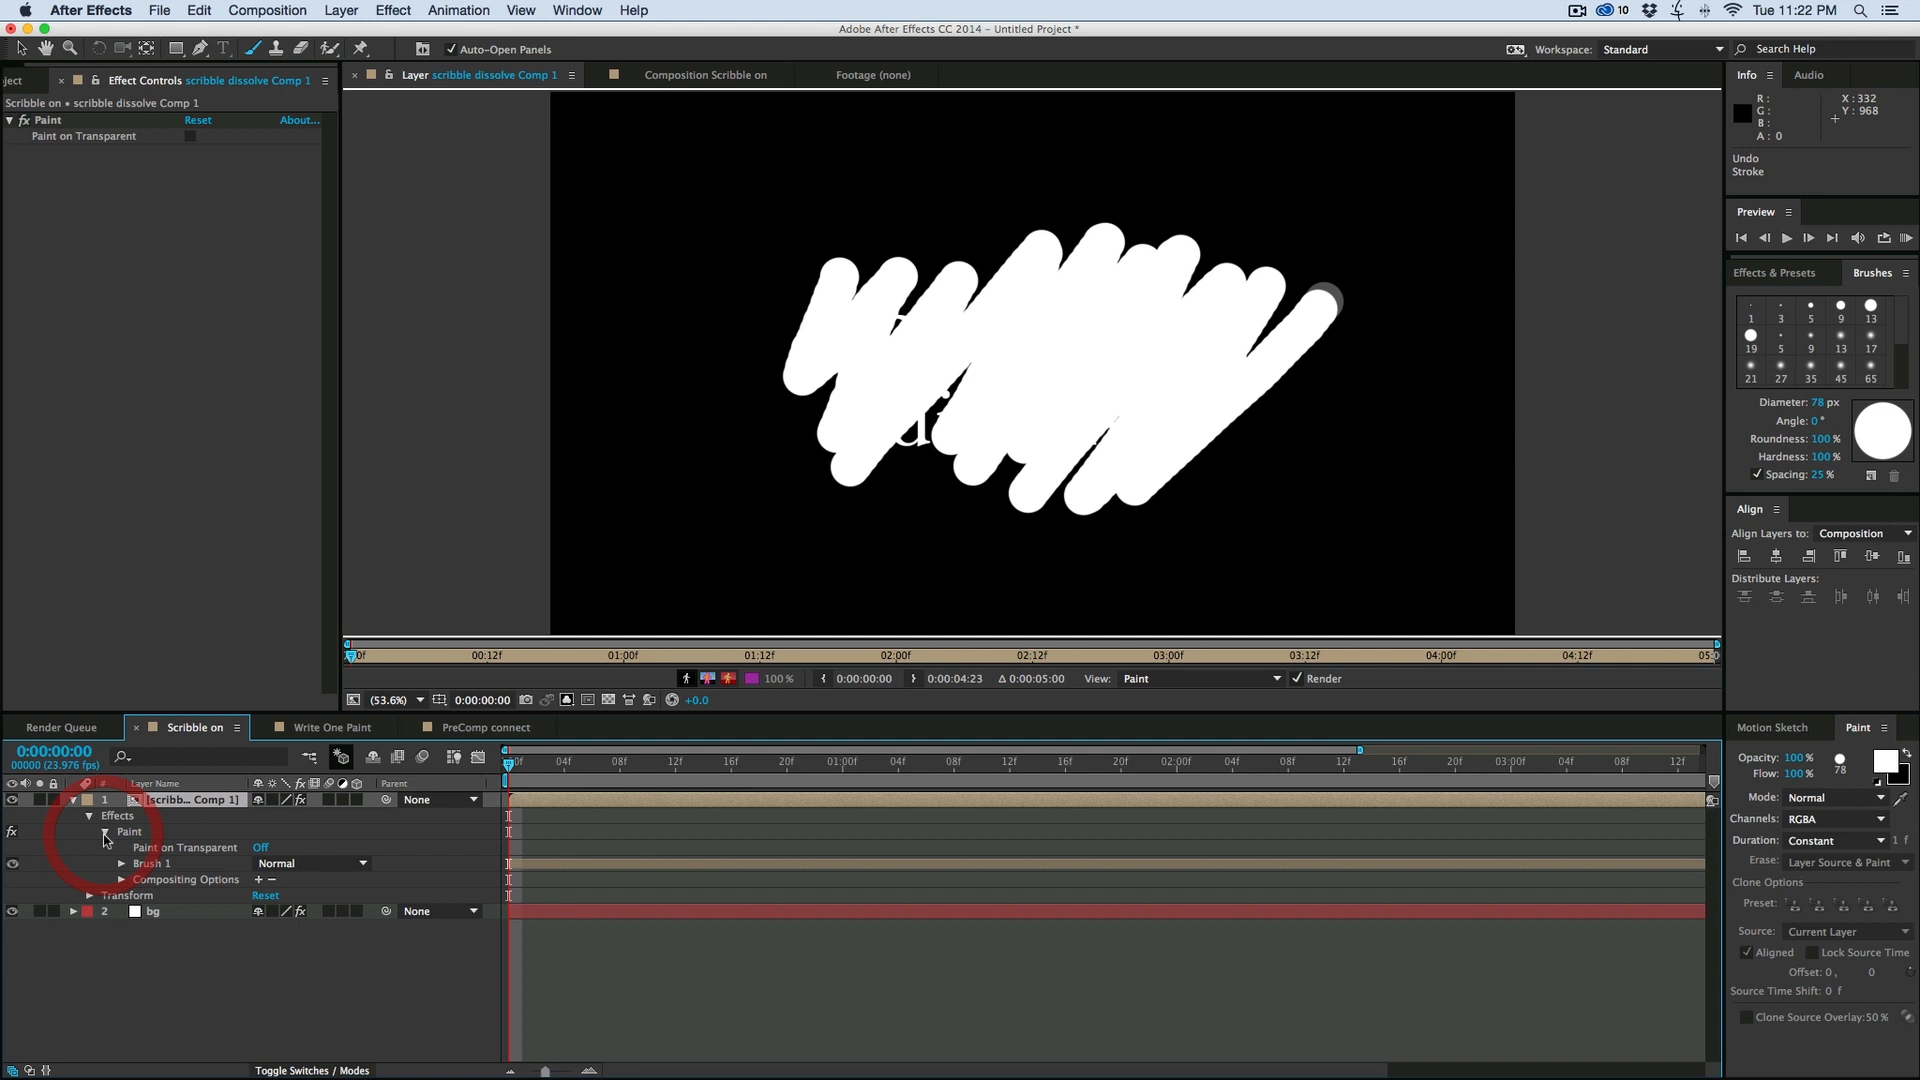 After Effects File Edit Composition Layer Effect Animation View Window Help 10 Tue 11:22 PM
Adobe After Effects CC 2014 – Untitled Project *
T Auto-Open Panels Workspace: Standard Search Help
ject Effect Controls scribble dissolve Comp 1
Layer scribble dissolve Comp 1 Composition Scribble on Footage (none)
Info Audio
Scribble on • scribble dissolve Comp 1
fx Paint Reset About...
Paint on Transparent
R: X : 332
G: Y : 968
B:
A : 0
Undo
Stroke
Preview
Effects & Presets Brushes
1 3 5 9 13
19 5 9 13 17
21 27 35 45 65
Diameter: 78 px
Angle: 0 °
Roundness: 100 %
Hardness: 100 %
Spacing: 25 %
Align
Align Layers to: Composition
Distribute Layers:
00:12f 01:00f 01:12f 02:00f 02:12f 03:00f 03:12f 04:00f 04:12f
100 % 0:00:00:00 0:00:04:23 Δ 0:00:05:00 View: Paint Render
(53.6%) 0:00:00:00 +0.0
Render Queue Scribble on Write One Paint PreComp connect
0:00:00:00
00000 (23.976 fps)
04f 08f 12f 16f 20f 01:00f 04f 08f 12f 16f 20f 02:00f 04f 08f 12f 16f 20f 03:00f 04f 08f 12f
# Layer Name fx Parent
1 [scribb... Comp 1] fx None
Effects
fx Paint
Paint on Transparent Off
Brush 1 Normal
Compositing Options + –
Transform Reset
2 bg fx None
Toggle Switches / Modes
Motion Sketch Paint
Opacity: 100 %
Flow: 100 % 78
Mode: Normal
Channels: RGBA
Duration: Constant 1 f
Erase: Layer Source & Paint
Clone Options
Preset:
Source: Current Layer
Aligned Lock Source Time
Offset: 0 , 0
Source Time Shift: 0 f
Clone Source Overlay: 50 %